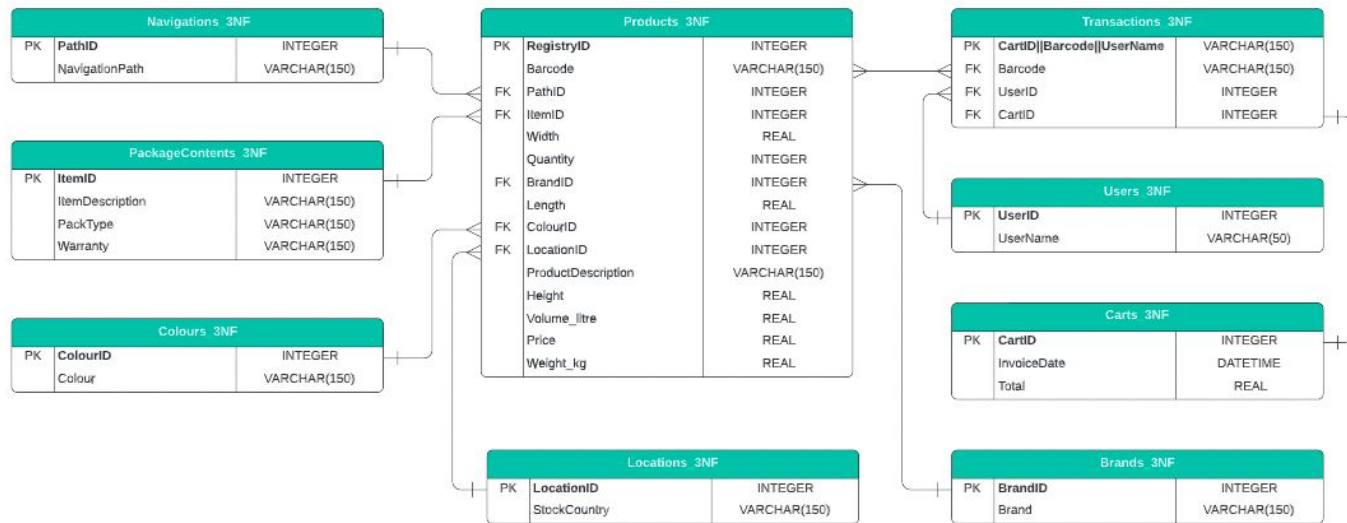 Navigations_3NF
PK PathID INTEGER
NavigationPath VARCHAR(150)
PackageContents_3NF
PK ItemID INTEGER
ItemDescription VARCHAR(150)
PackType VARCHAR(150)
Warranty VARCHAR(150)
Colours_3NF
PK ColourID INTEGER
Colour VARCHAR(150)
Products_3NF
PK RegistryID INTEGER
Barcode VARCHAR(150)
FK PathID INTEGER
FK ItemID INTEGER
Width REAL
Quantity INTEGER
FK BrandID INTEGER
Length REAL
FK ColourID INTEGER
FK LocationID INTEGER
ProductDescription VARCHAR(150)
Height REAL
Volume_litre REAL
Price REAL
Weight_kg REAL
Locations_3NF
PK LocationID INTEGER
StockCountry VARCHAR(150)
Transactions_3NF
PK CartID||Barcode||UserName VARCHAR(150)
FK Barcode VARCHAR(150)
FK UserID INTEGER
FK CartID INTEGER
Users_3NF
PK UserID INTEGER
UserName VARCHAR(50)
Carts_3NF
PK CartID INTEGER
InvoiceDate DATETIME
Total REAL
Brands_3NF
PK BrandID INTEGER
Brand VARCHAR(150)